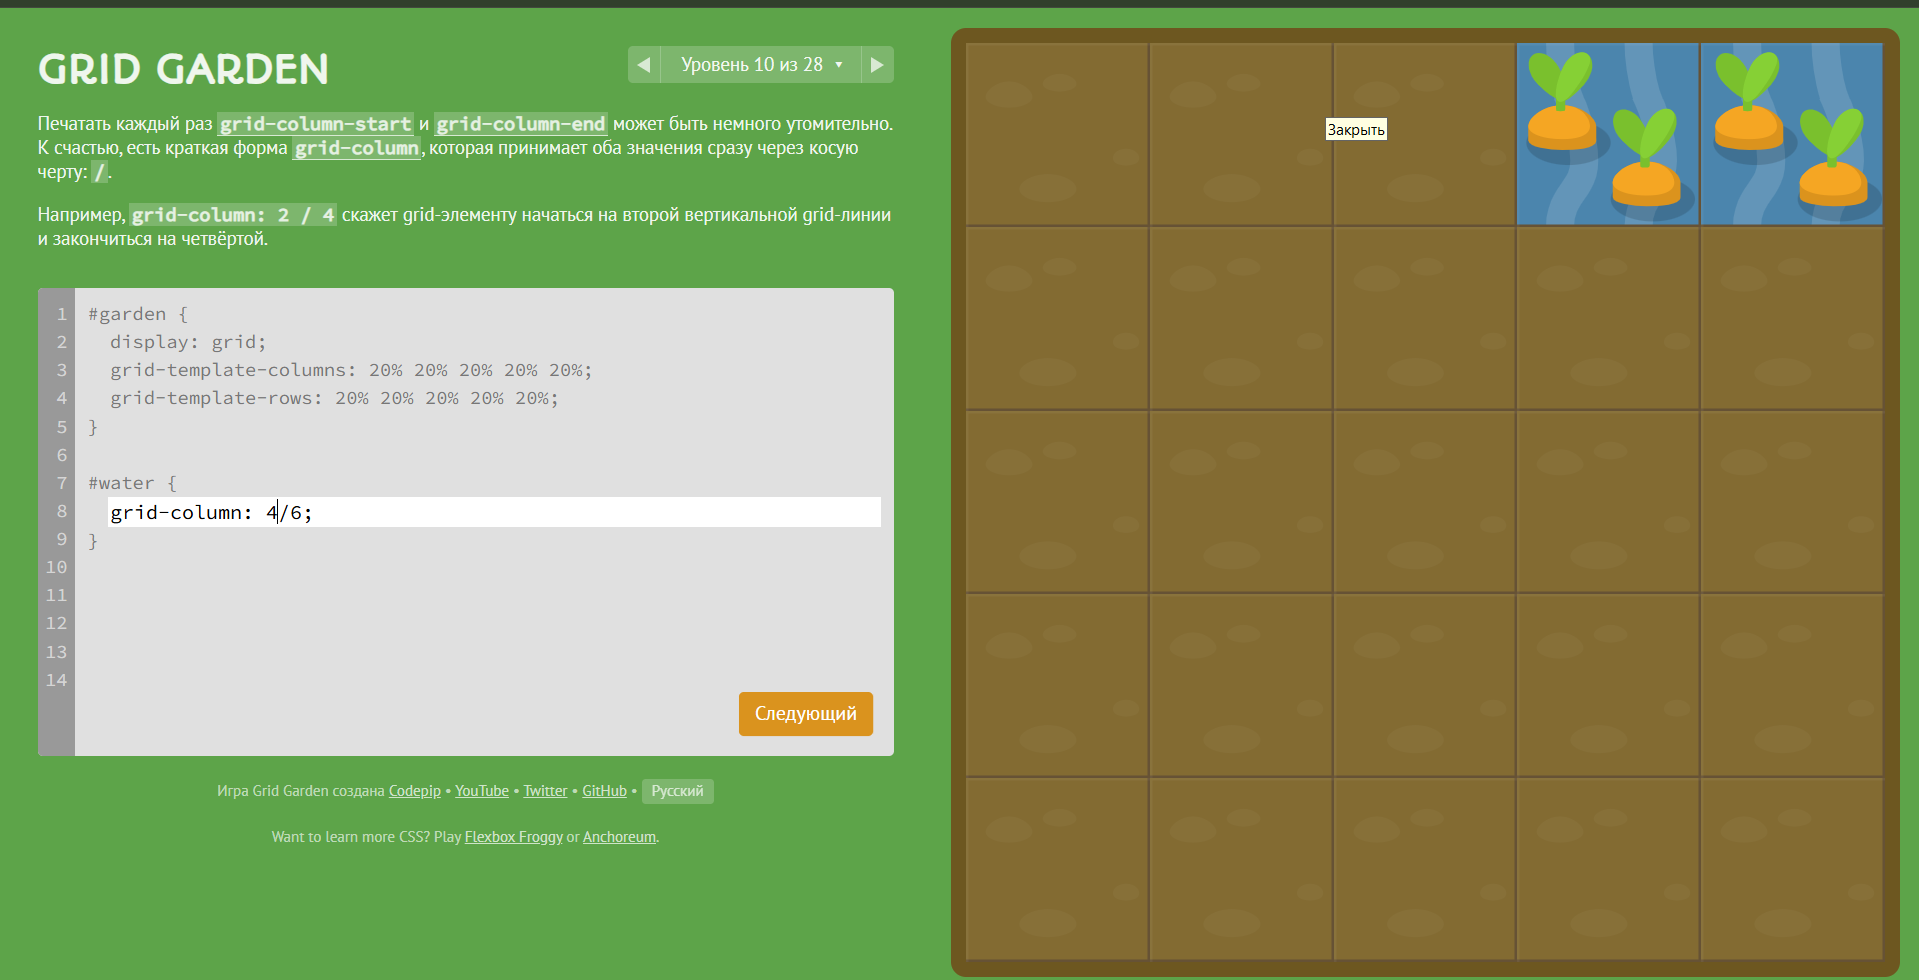 GRID GARDEN
◀ Уровень 10 из 28 ▼ ▶
Печатать каждый раз grid-column-start и grid-column-end может быть немного утомительно.
К счастью, есть краткая форма grid-column, которая принимает оба значения сразу через косую
черту: /.
Например, grid-column: 2 / 4 скажет grid-элементу начаться на второй вертикальной grid-линии
и закончиться на четвёртой.
1 #garden {
2 display: grid;
3 grid-template-columns: 20% 20% 20% 20% 20%;
4 grid-template-rows: 20% 20% 20% 20% 20%;
5 }
6
7 #water {
8 grid-column: 4/6;
9 }
10
11
12
13
14
Следующий
Игра Grid Garden создана Codepip • YouTube • Twitter • GitHub • Русский
Want to learn more CSS? Play Flexbox Froggy or Anchoreum.
Закрыть